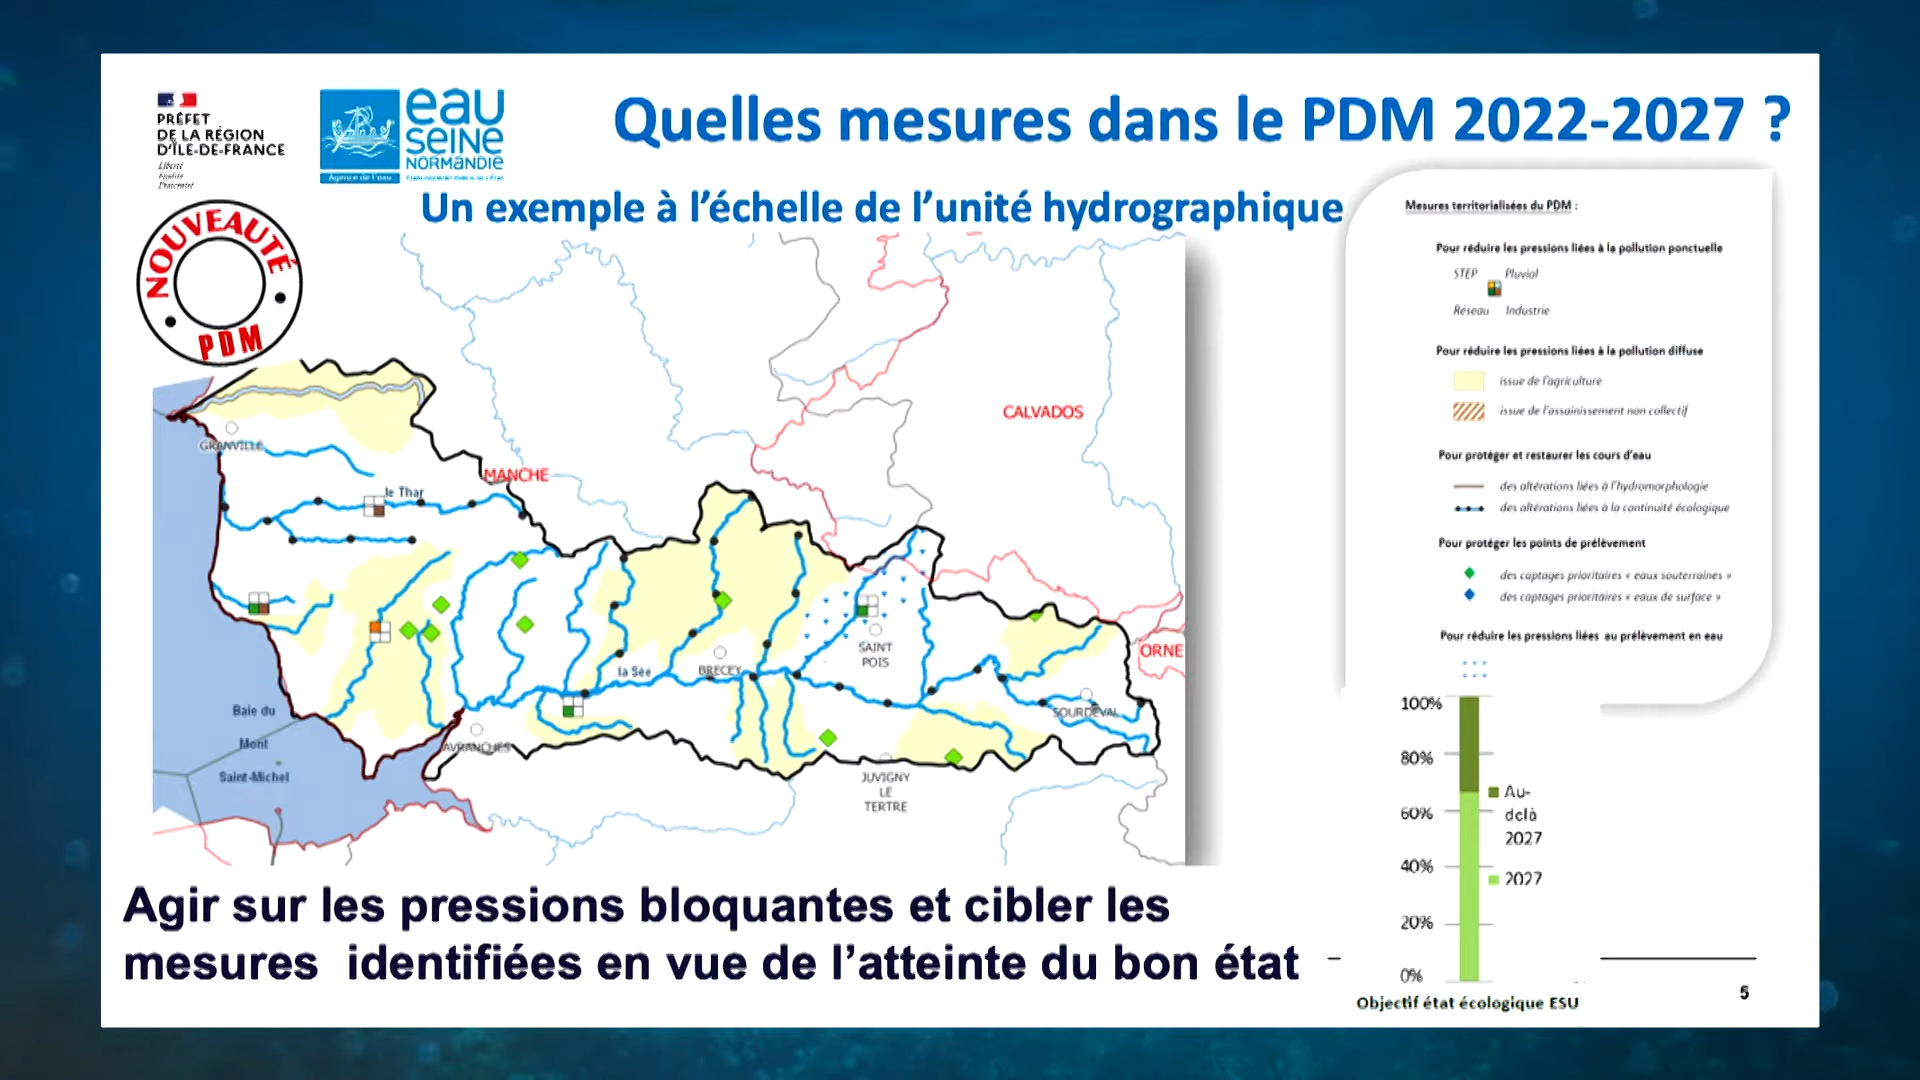 PRÉFET
DE LA RÉGION
D'ÎLE-DE-FRANCE
Liberté
Égalité
Fraternité
Agence de l'eau
eau
SEINE
NORMANDIE
Quelles mesures dans le PDM 2022-2027 ?
Un exemple à l'échelle de l'unité hydrographique
NOUVEAUTÉ
PDM
GRANVILLE
le Thar
MANCHE
CALVADOS
ORNE
SAINT
POIS
BRECEY
la Sée
SOURDEVAL
AVRANCHES
JUVIGNY
LE
TERTRE
Baie du
Mont
Saint-Michel
Mesures territorialisées du PDM :
Pour réduire les pressions liées à la pollution ponctuelle
STEP Pluvial
Réseau Industrie
Pour réduire les pressions liées à la pollution diffuse
issue de l'agriculture
issue de l'assainissement non collectif
Pour protéger et restaurer les cours d'eau
des altérations liées à l'hydromorphologie
des altérations liées à la continuité écologique
Pour protéger les points de prélèvement
des captages prioritaires « eaux souterraines »
des captages prioritaires « eaux de surface »
Pour réduire les pressions liées au prélèvement en eau
100%
80%
60%
40%
20%
0%
Au-
delà
2027
2027
Objectif état écologique ESU
Agir sur les pressions bloquantes et cibler les
mesures identifiées en vue de l'atteinte du bon état
5